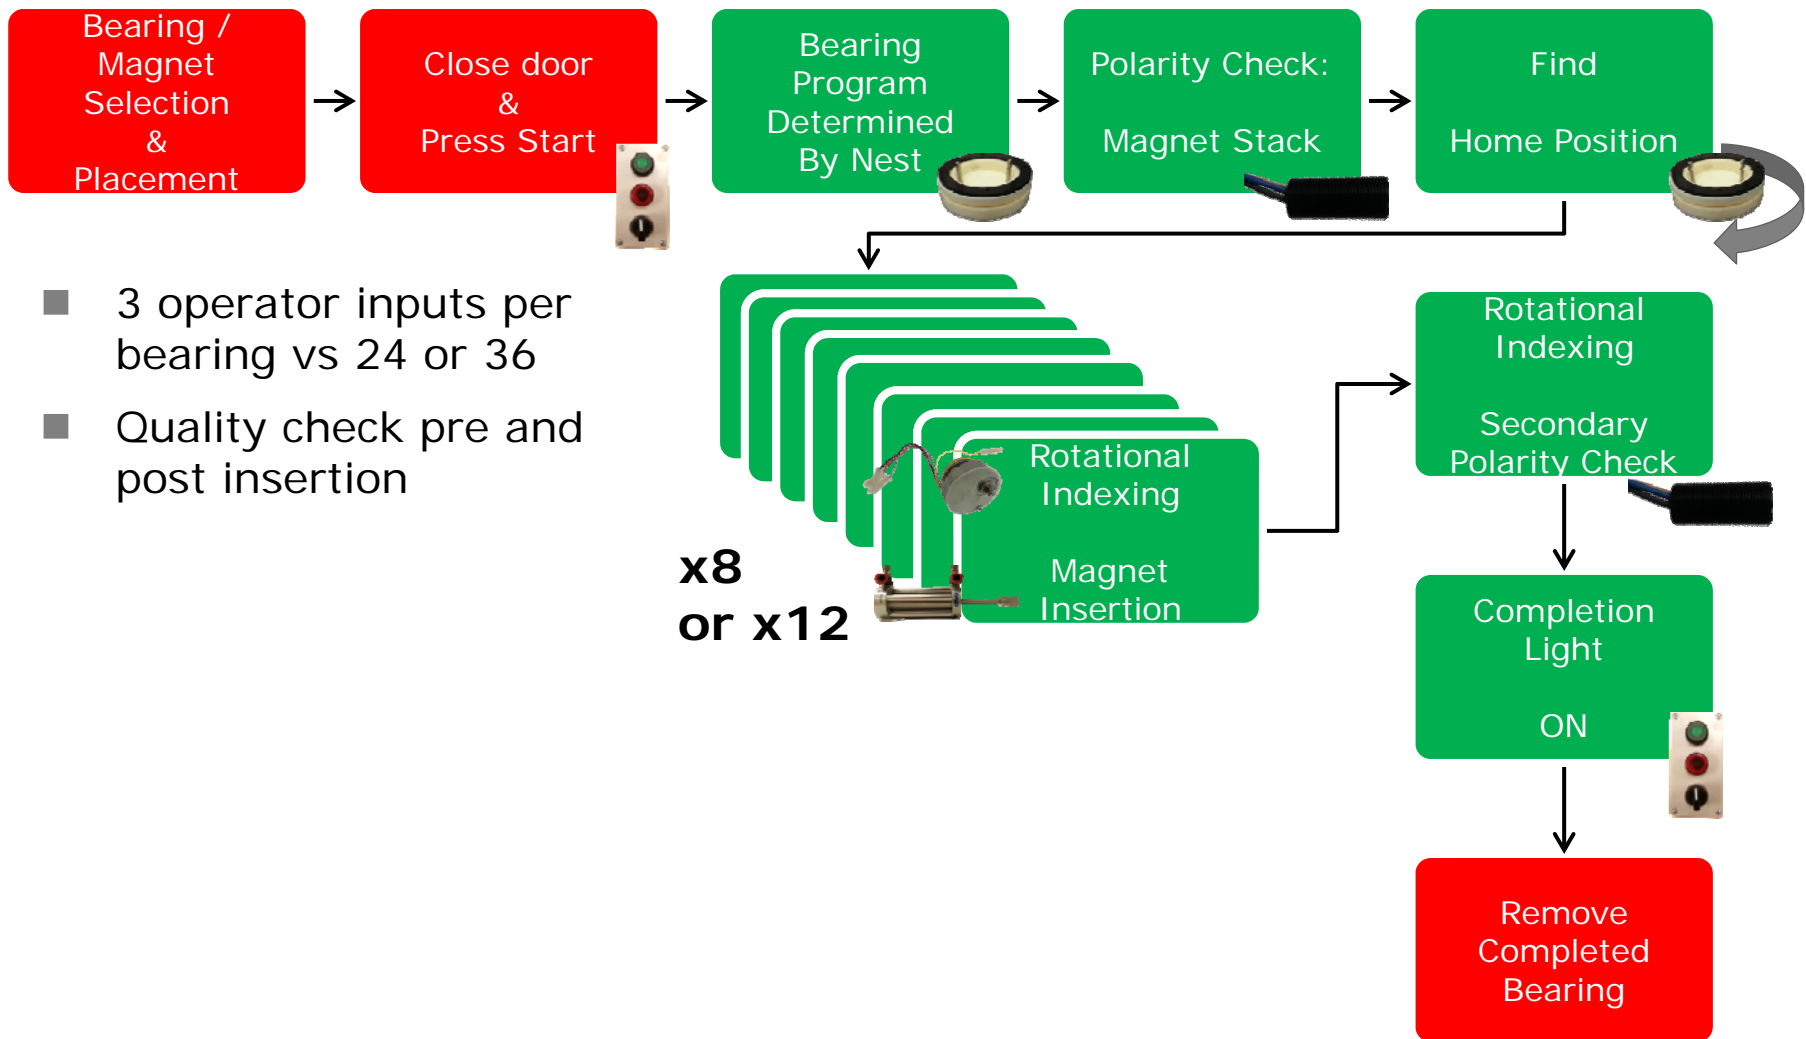 Bearing /
Magnet
Selection
&
Placement
Close door
&
Press Start
Bearing
Program
Determined
By Nest
Polarity Check:
Magnet Stack
Find
Home Position
3 operator inputs per
bearing vs 24 or 36
Quality check pre and
post insertion
x8
or x12
Rotational
Indexing
Magnet
Insertion
Rotational
Indexing
Secondary
Polarity Check
Completion
Light
ON
Remove
Completed
Bearing